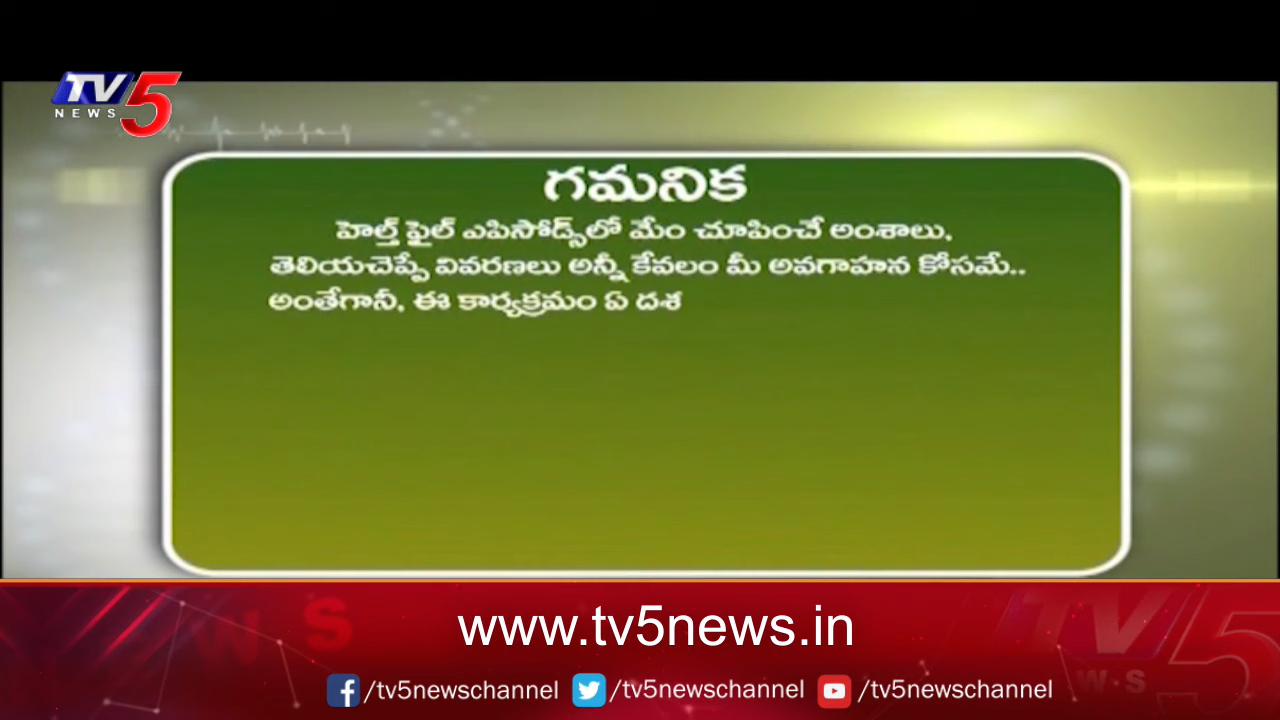 TV5
NEWS
గమనిక
హెల్త్ ఫైల్ ఎపిసోడ్స్‌లో మేం చూపించే అంశాలు,
తెలియచెప్పే వివరణలు అన్నీ కేవలం మీ అవగాహన కోసమే..
అంతేగానీ, ఈ కార్యక్రమం ఏ దశ
www.tv5news.in
/tv5newschannel /tv5newschannel /tv5newschannel